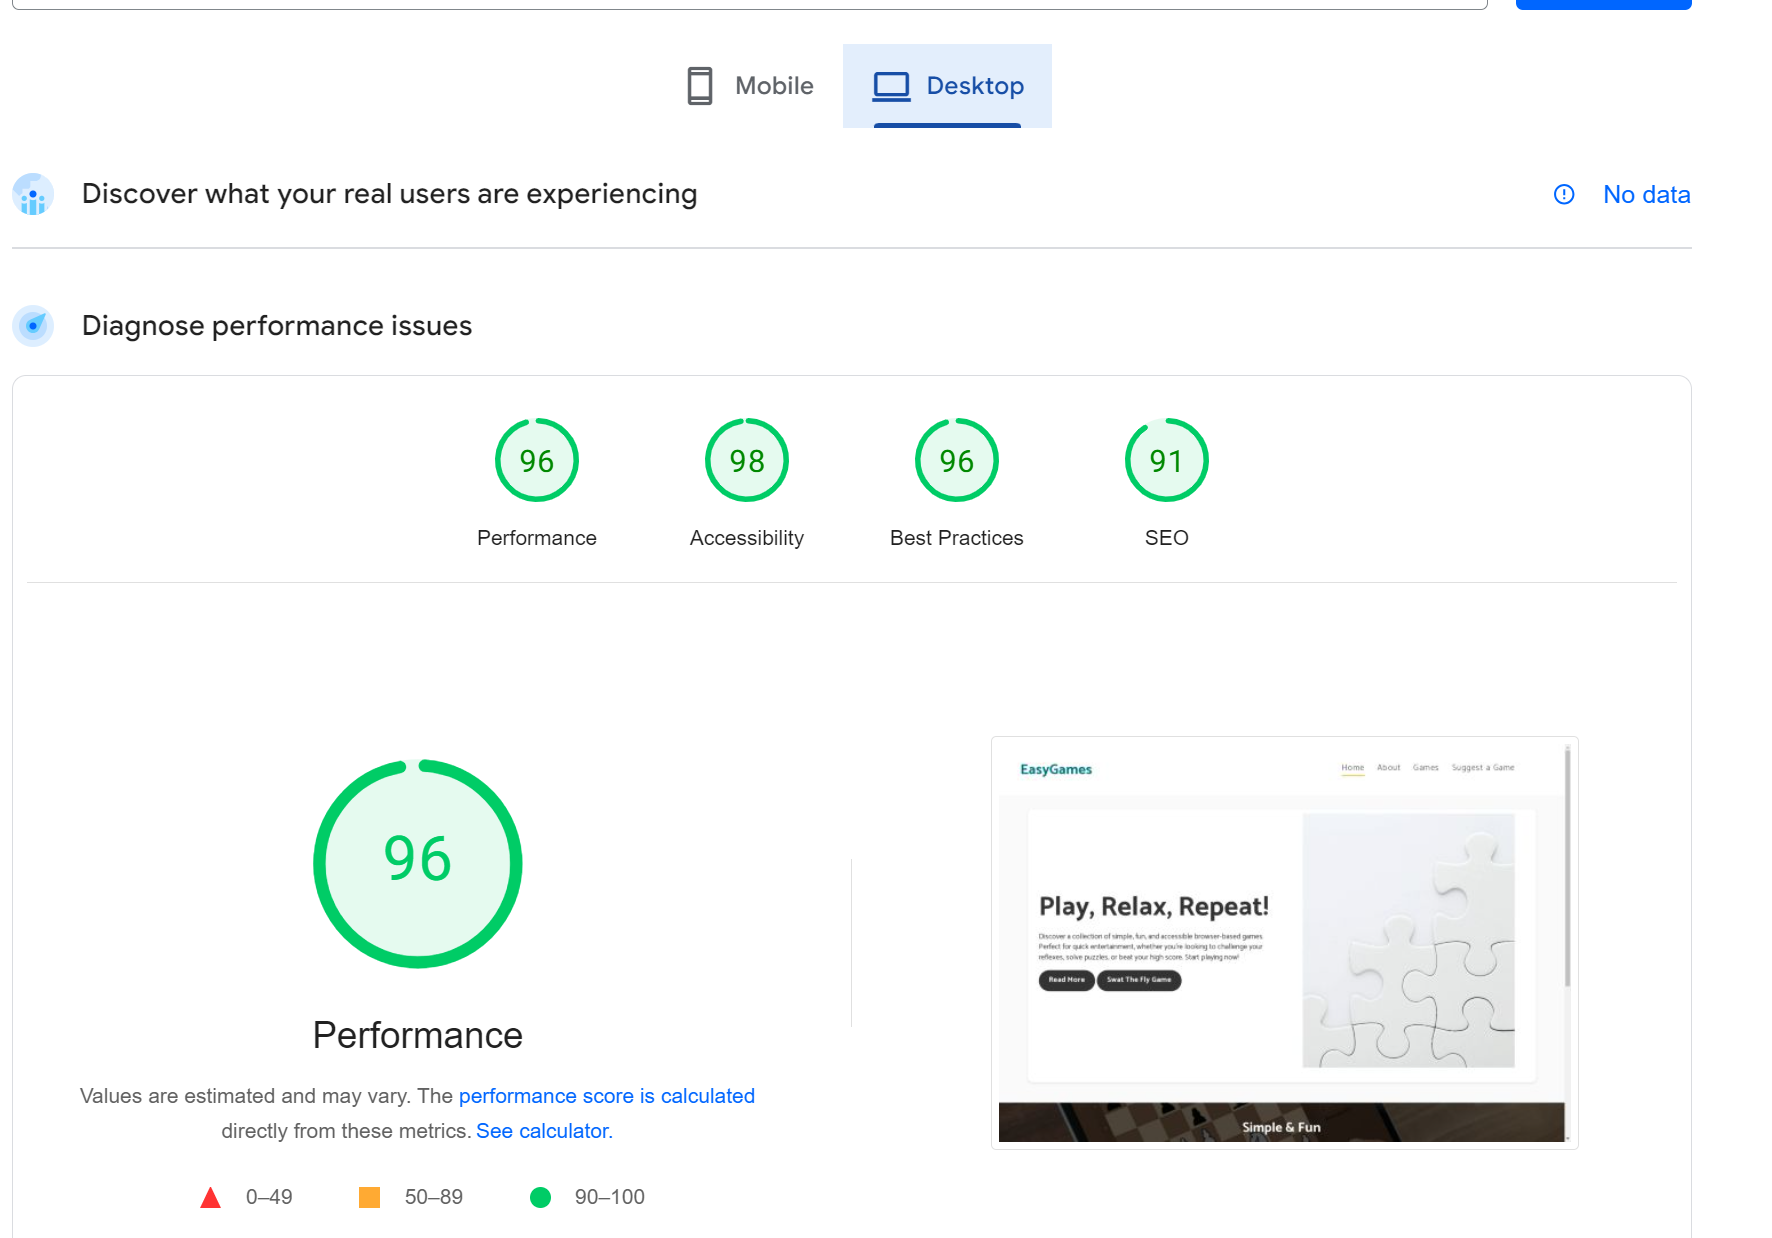 Mobile
Desktop
Discover what your real users are experiencing
No data
Diagnose performance issues
96
98
96
91
Performance
Accessibility
Best Practices
SEO
96
Performance
Values are estimated and may vary. The performance score is calculated
directly from these metrics. See calculator.
0–49
50–89
90–100
EasyGames
Home
About
Games
Suggest a Game
Play, Relax, Repeat!
Discover a collection of simple, fun, and accessible browser-based games.
Perfect for quick entertainment, whether you're looking to challenge your
reflexes, solve puzzles, or beat your high score. Start playing now!
Read More
Swat The Fly Game
Simple & Fun